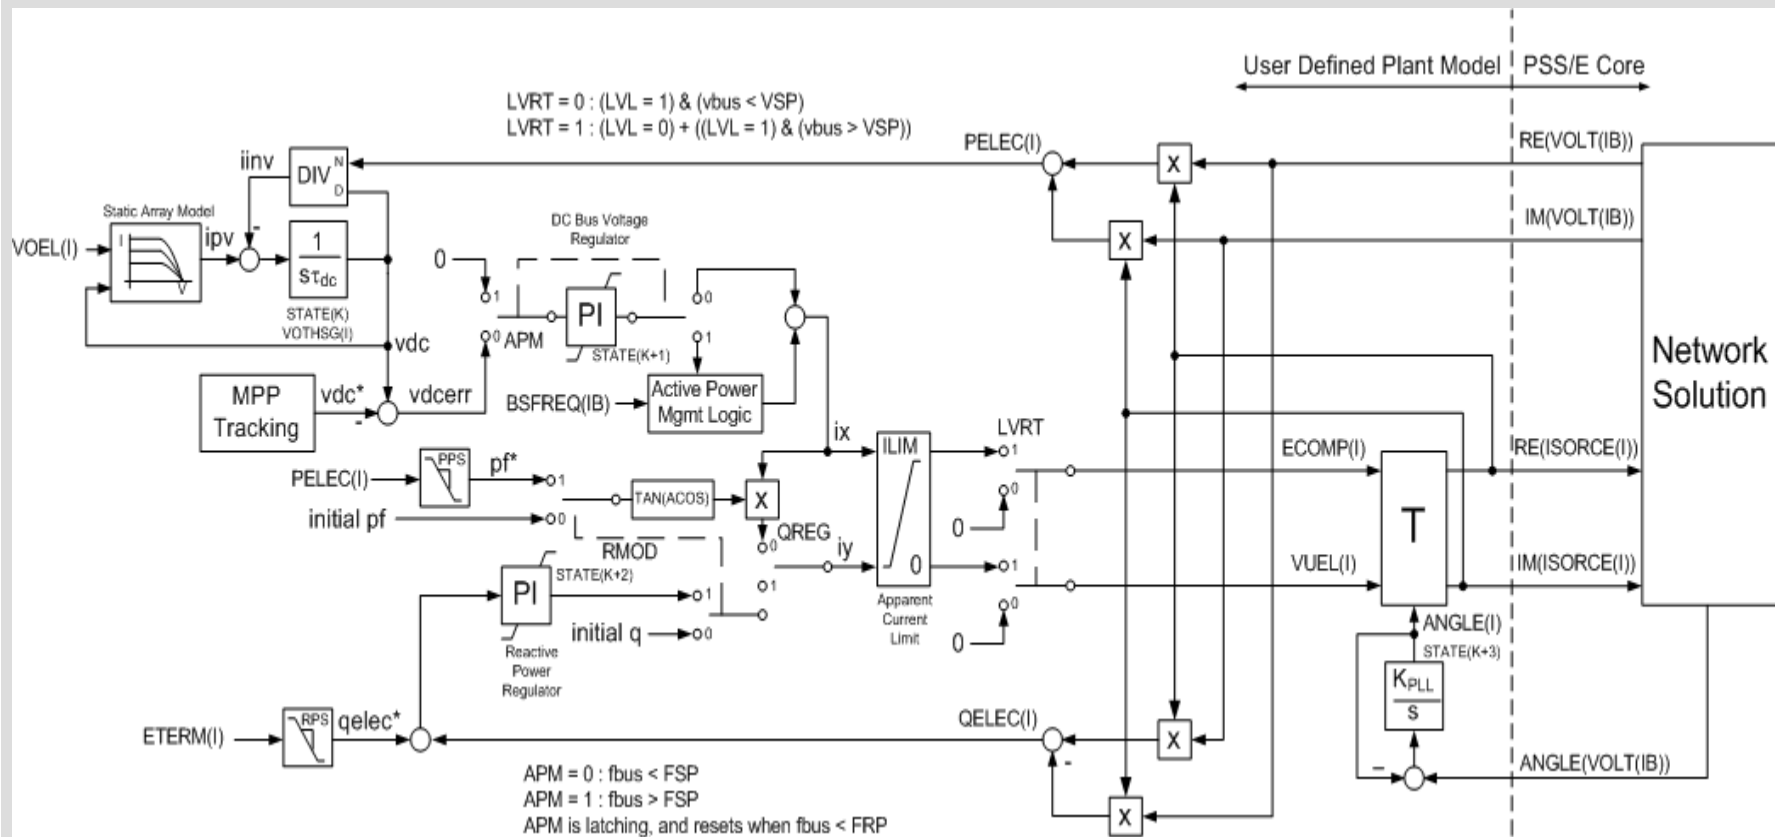 User Defined Plant Model
PSS/E Core
LVRT = 0 : (LVL = 1) & (vbus < VSP)
LVRT = 1 : (LVL = 0) + ((LVL = 1) & (vbus > VSP))
PELEC(I)
RE(VOLT(IB))
X
iinv
DIV
N
D
Static Array Model
DC Bus Voltage
Regulator
IM(VOLT(IB))
X
VOEL(I)
I
V
ipv
-
1
sτdc
STATE(K)
VOTHSG(I)
0
1
0
APM
PI
STATE(K+1)
0
1
vdc
Network
Solution
MPP
Tracking
vdc*
-
vdcerr
BSFREQ(IB)
Active Power
Mgmt Logic
ix
ILIM
0
Apparent
Current
Limit
LVRT
1
0
0
ECOMP(I)
RE(ISORCE(I))
PELEC(I)
PPS
pf*
1
initial pf
0
TAN(ACOS)
X
T
RMOD
QREG
0
1
iy
1
0
0
VUEL(I)
IM(ISORCE(I))
PI
STATE(K+2)
Reactive
Power
Regulator
1
initial q
0
ANGLE(I)
STATE(K+3)
KPLL
s
ETERM(I)
RPS
qelec*
QELEC(I)
-
X
–
ANGLE(VOLT(IB))
X
APM = 0 : fbus < FSP
APM = 1 : fbus > FSP
APM is latching, and resets when fbus < FRP